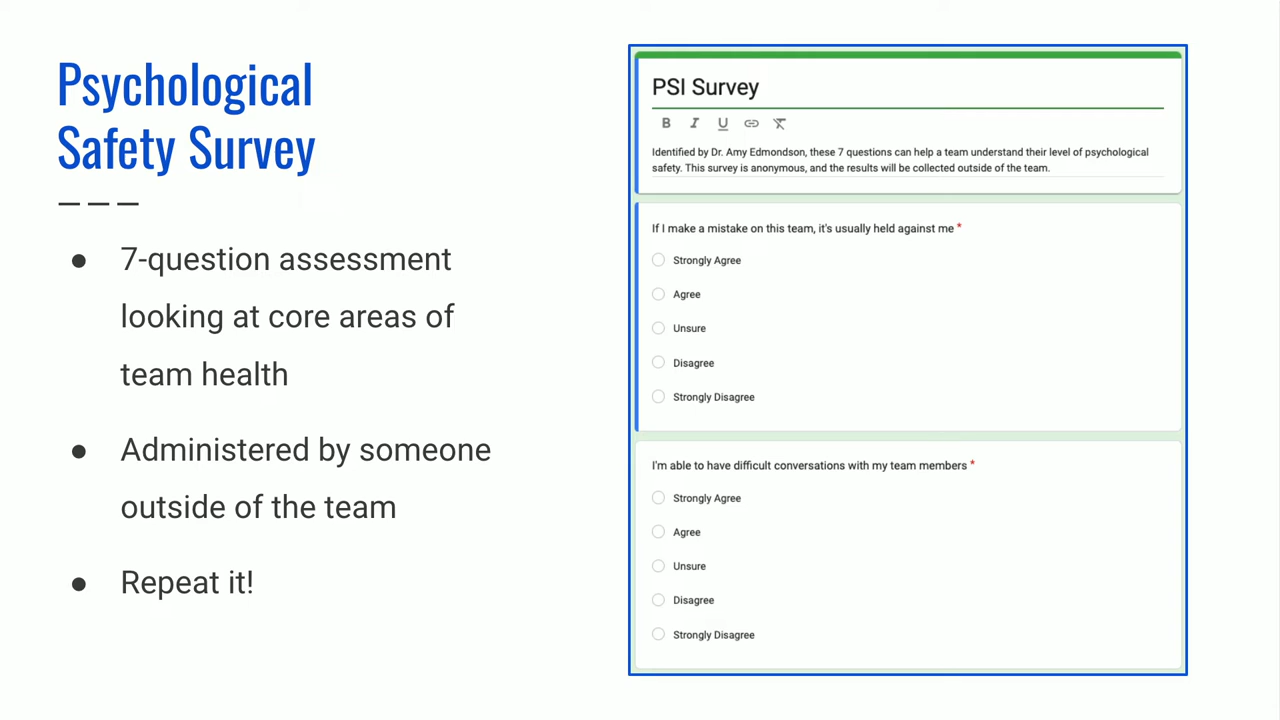 Psychological
Safety Survey
● 7-question assessment
looking at core areas of
team health
● Administered by someone
outside of the team
● Repeat it!
PSI Survey
B I U
Identified by Dr. Amy Edmondson, these 7 questions can help a team understand their level of psychological
safety. This survey is anonymous, and the results will be collected outside of the team.
If I make a mistake on this team, it's usually held against me *
Strongly Agree
Agree
Unsure
Disagree
Strongly Disagree
I'm able to have difficult conversations with my team members *
Strongly Agree
Agree
Unsure
Disagree
Strongly Disagree